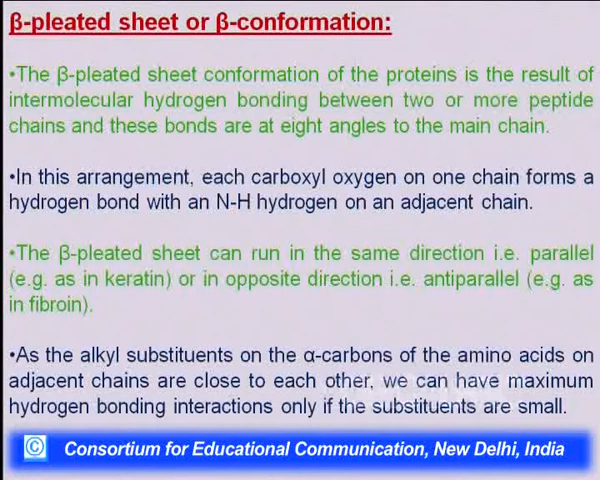 β-pleated sheet or β-conformation:
•The β-pleated sheet conformation of the proteins is the result of
intermolecular hydrogen bonding between two or more peptide
chains and these bonds are at eight angles to the main chain.
•In this arrangement, each carboxyl oxygen on one chain forms a
hydrogen bond with an N-H hydrogen on an adjacent chain.
•The β-pleated sheet can run in the same direction i.e. parallel
(e.g. as in keratin) or in opposite direction i.e. antiparallel (e.g. as
in fibroin).
•As the alkyl substituents on the α-carbons of the amino acids on
adjacent chains are close to each other, we can have maximum
hydrogen bonding interactions only if the substituents are small.
© Consortium for Educational Communication, New Delhi, India